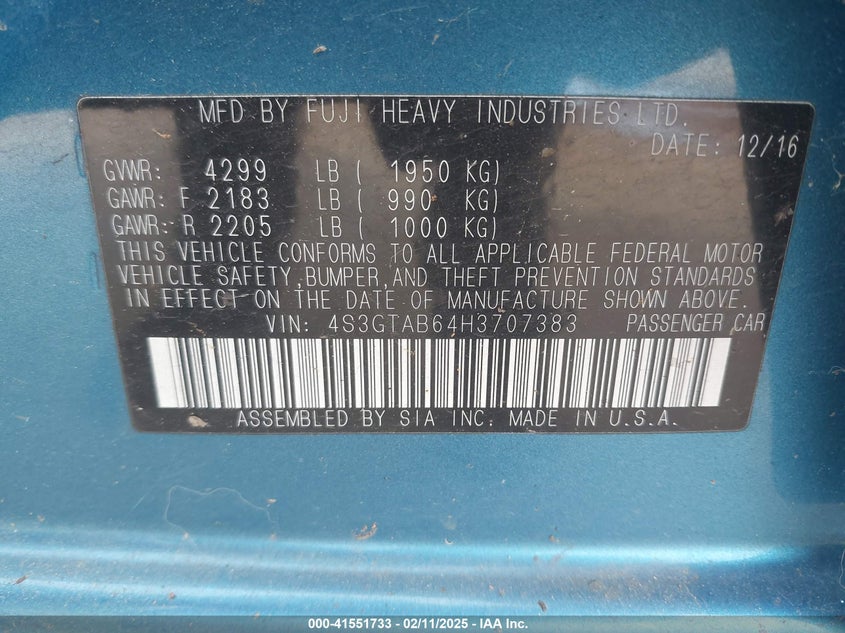 MFD BY FUJI HEAVY INDUSTRIES LTD.
DATE: 12/16
GVWR: 4299 LB ( 1950 KG)
GAWR: F 2183 LB ( 990 KG)
GAWR: R 2205 LB ( 1000 KG)
THIS VEHICLE CONFORMS TO ALL APPLICABLE FEDERAL MOTOR
VEHICLE SAFETY, BUMPER, AND THEFT PREVENTION STANDARDS
IN EFFECT ON THE DATE OF MANUFACTURE SHOWN ABOVE.
VIN: 4S3GTAB64H3707383 PASSENGER CAR
ASSEMBLED BY SIA INC. MADE IN U.S.A.
000-41551733 - 02/11/2025 - IAA Inc.